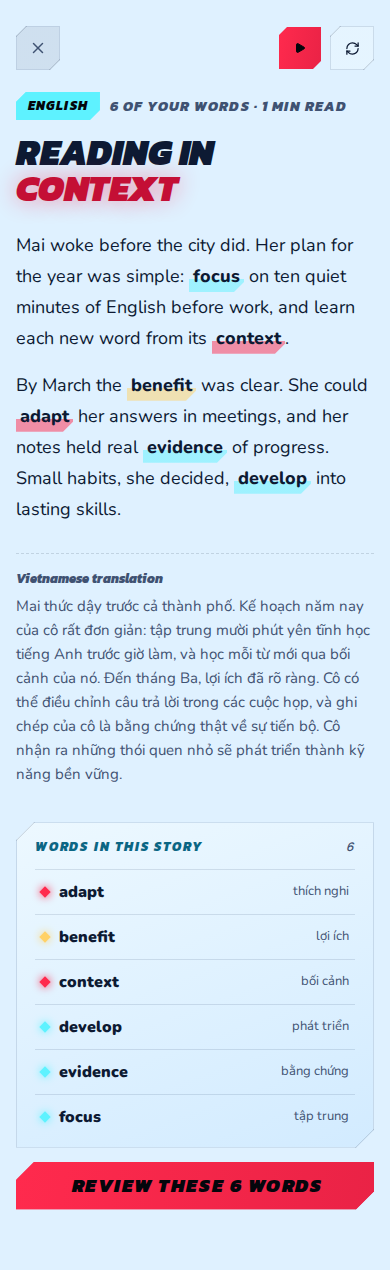 ENGLISH
6 OF YOUR WORDS · 1 MIN READ
READING IN
CONTEXT
Mai woke before the city did. Her plan for
the year was simple: focus on ten quiet
minutes of English before work, and learn
each new word from its context.
By March the benefit was clear. She could
adapt her answers in meetings, and her
notes held real evidence of progress.
Small habits, she decided, develop into
lasting skills.
Vietnamese translation
Mai thức dậy trước cả thành phố. Kế hoạch năm nay
của cô rất đơn giản: tập trung mười phút yên tĩnh học
tiếng Anh trước giờ làm, và học mỗi từ mới qua bối
cảnh của nó. Đến tháng Ba, lợi ích đã rõ ràng. Cô có
thể điều chỉnh câu trả lời trong các cuộc họp, và ghi
chép của cô là bằng chứng thật về sự tiến bộ. Cô
nhận ra những thói quen nhỏ sẽ phát triển thành kỹ
năng bền vững.
WORDS IN THIS STORY 6
adapt thích nghi
benefit lợi ích
context bối cảnh
develop phát triển
evidence bằng chứng
focus tập trung
REVIEW THESE 6 WORDS